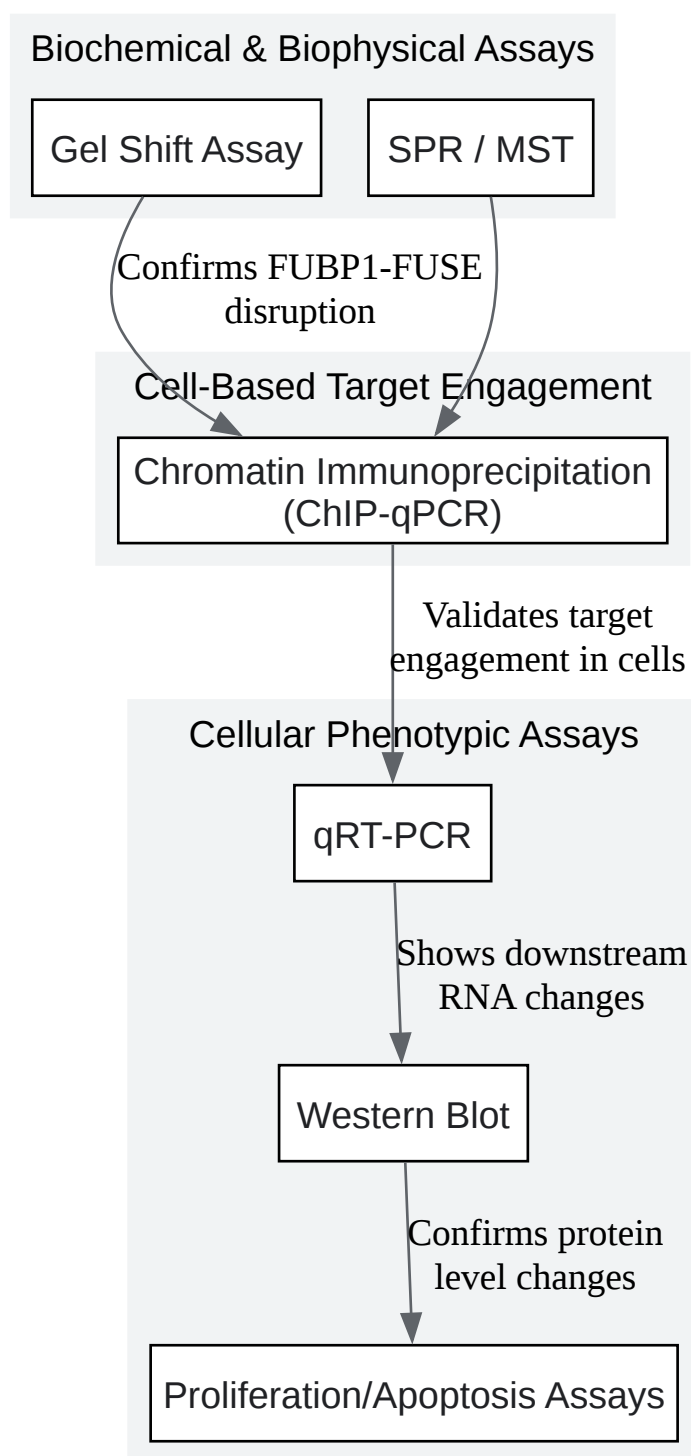 Biochemical & Biophysical Assays
Gel Shift Assay
SPR / MST
Confirms FUBP1-FUSE
disruption
Cell-Based Target Engagement
Chromatin Immunoprecipitation
(ChIP-qPCR)
Validates target
engagement in cells
Cellular Phenotypic Assays
qRT-PCR
Shows downstream
RNA changes
Western Blot
Confirms protein
level changes
Proliferation/Apoptosis Assays